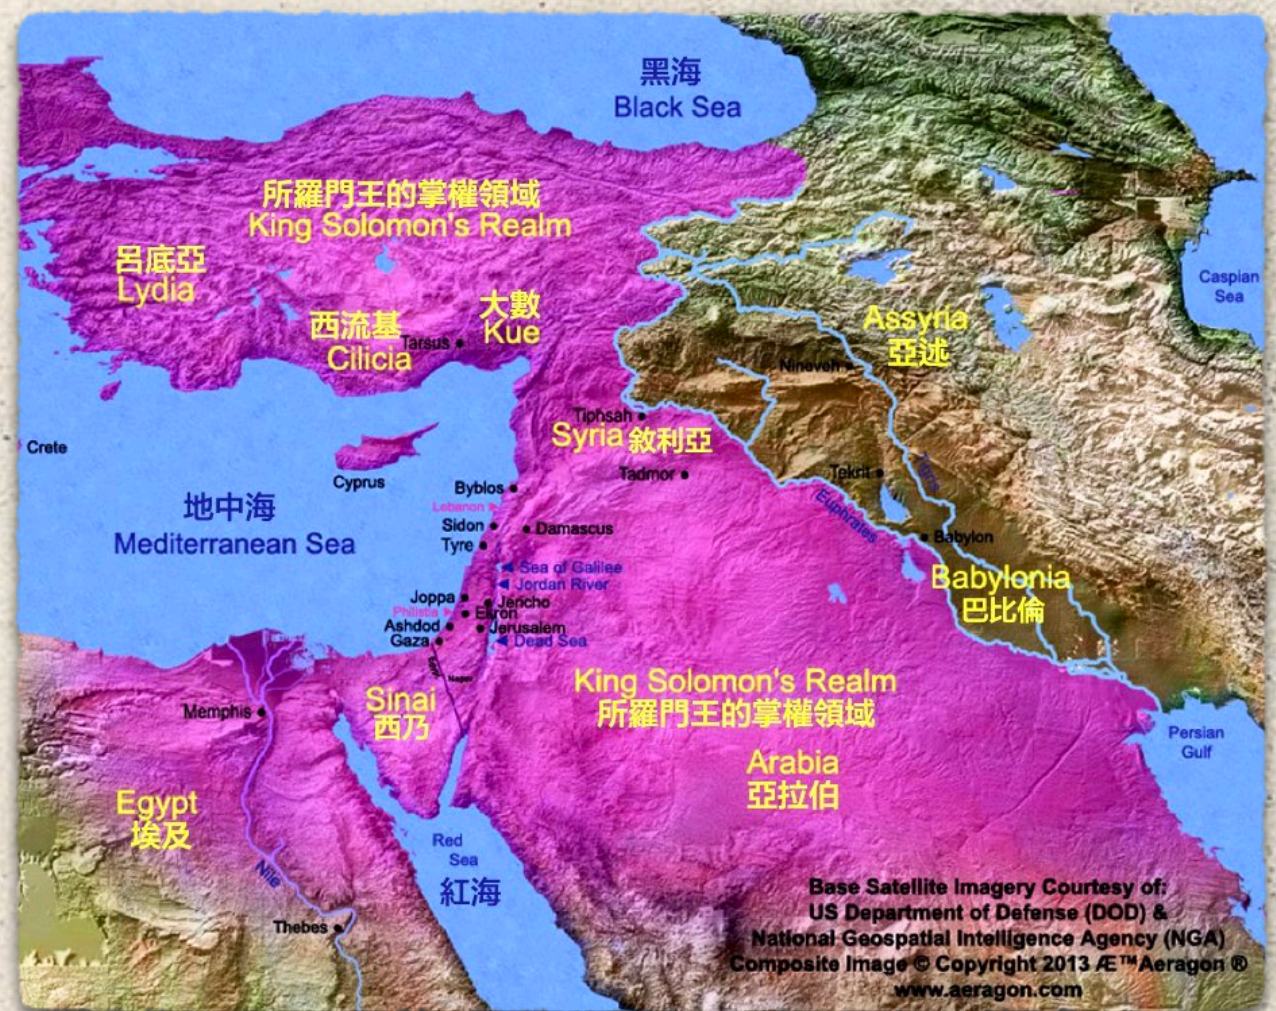 黑海
Black Sea
所羅門王的掌權領域
King Solomon's Realm
呂底亞
Lydia
大數
Kue
西流基
Tarsus
Cilicia
Caspian
Sea
Assyria
亞述
Nineveh
Tiphsah
Syria 敘利亞
Crete
Cyprus
Tadmor
Tekrit
Tigris
Euphrates
Byblos
Lebanon
地中海
Mediterranean Sea
Sidon
Damascus
Tyre
Babylon
Sea of Galilee
Jordan River
Babylonia
巴比倫
Joppa
Jericho
Philistia
Ekron
Ashdod
Jerusalem
Gaza
Dead Sea
Egypt
Negev
Sinai
西乃
King Solomon's Realm
所羅門王的掌權領域
Memphis
Persian
Gulf
Arabia
亞拉伯
Egypt
埃及
Red
Sea
紅海
Nile
Thebes
Base Satellite Imagery Courtesy of:
US Department of Defense (DOD) &
National Geospatial Intelligence Agency (NGA)
Composite Image © Copyright 2013 Æ™Aeragon ®
www.aeragon.com